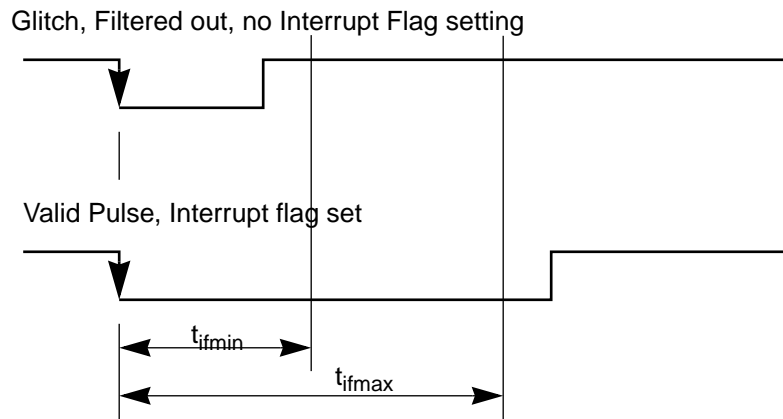 Glitch, Filtered out, no Interrupt Flag setting
Valid Pulse, Interrupt flag set
tifmin
tifmax